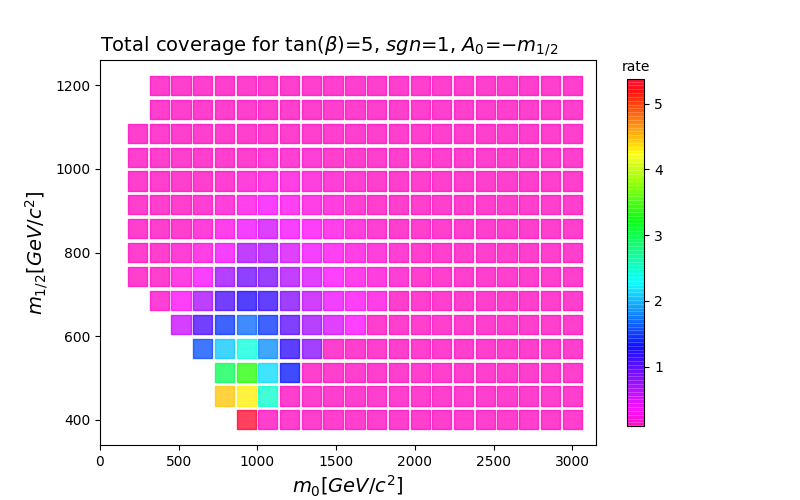 Total coverage for tan(β)=5, sgn=1, A₀=−m₁/₂
rate
1200
1000
800
600
400
5
4
3
2
1
m₁/₂[GeV/c²]
0 500 1000 1500 2000 2500 3000
m₀[GeV/c²]